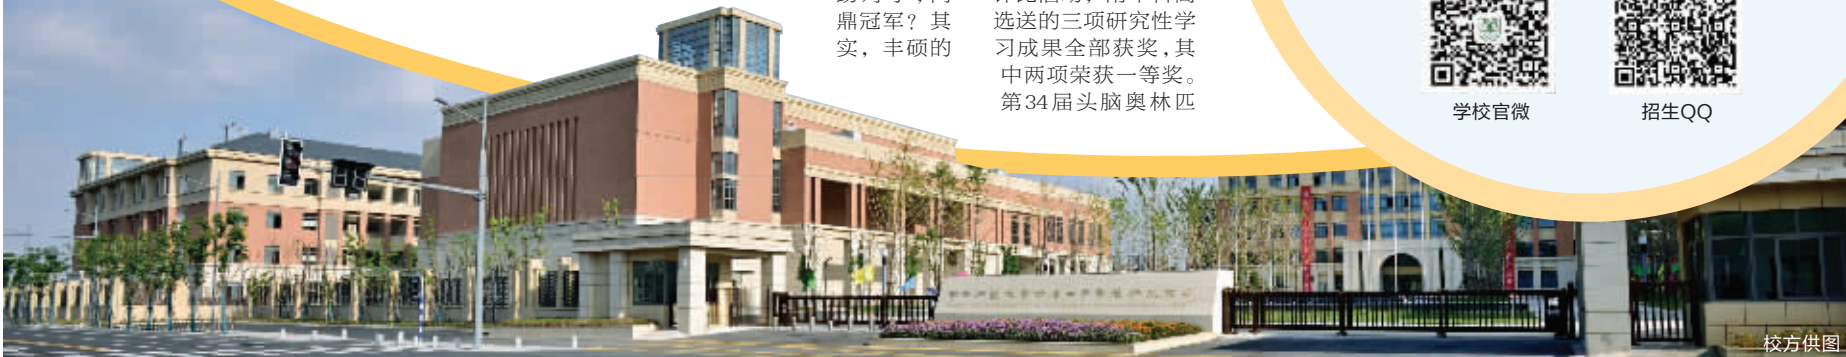 鼎冠军？其
实，丰硕的
选送的三项研究性学
习成果全部获奖，其
中两项荣获一等奖。
第34届头脑奥林匹
学校官微
招生QQ
校方供图